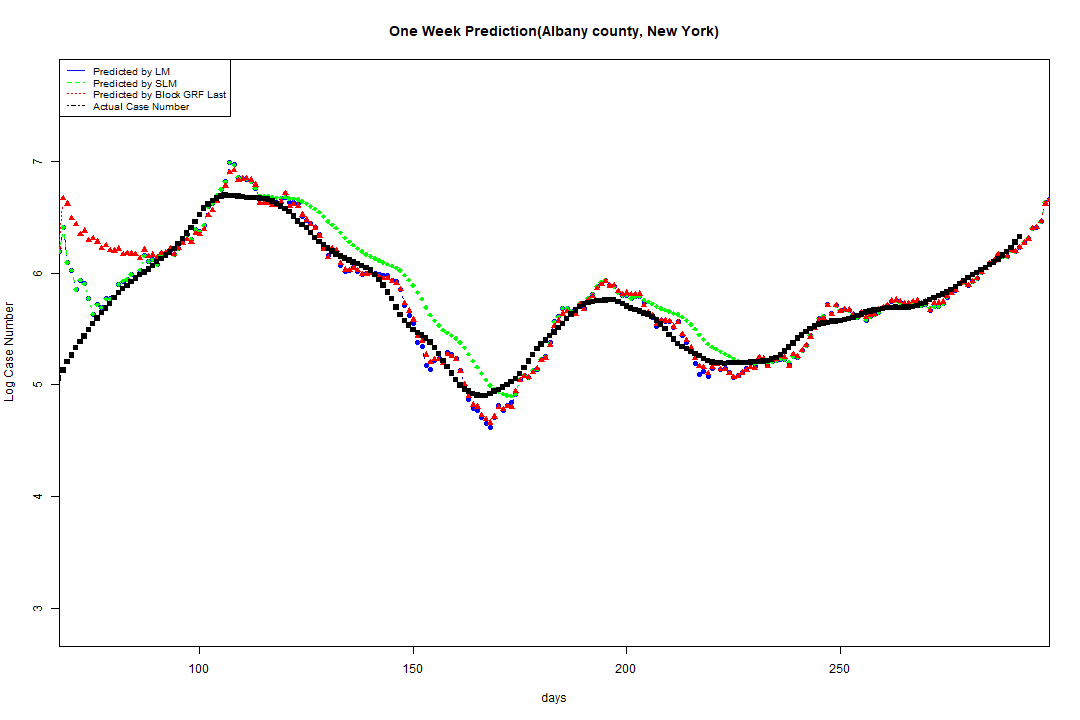 One Week Prediction(Albany county, New York)
Predicted by LM
Predicted by SLM
Predicted by Block GRF Last
Actual Case Number
7
6
5
4
3
Log Case Number
100 150 200 250
days